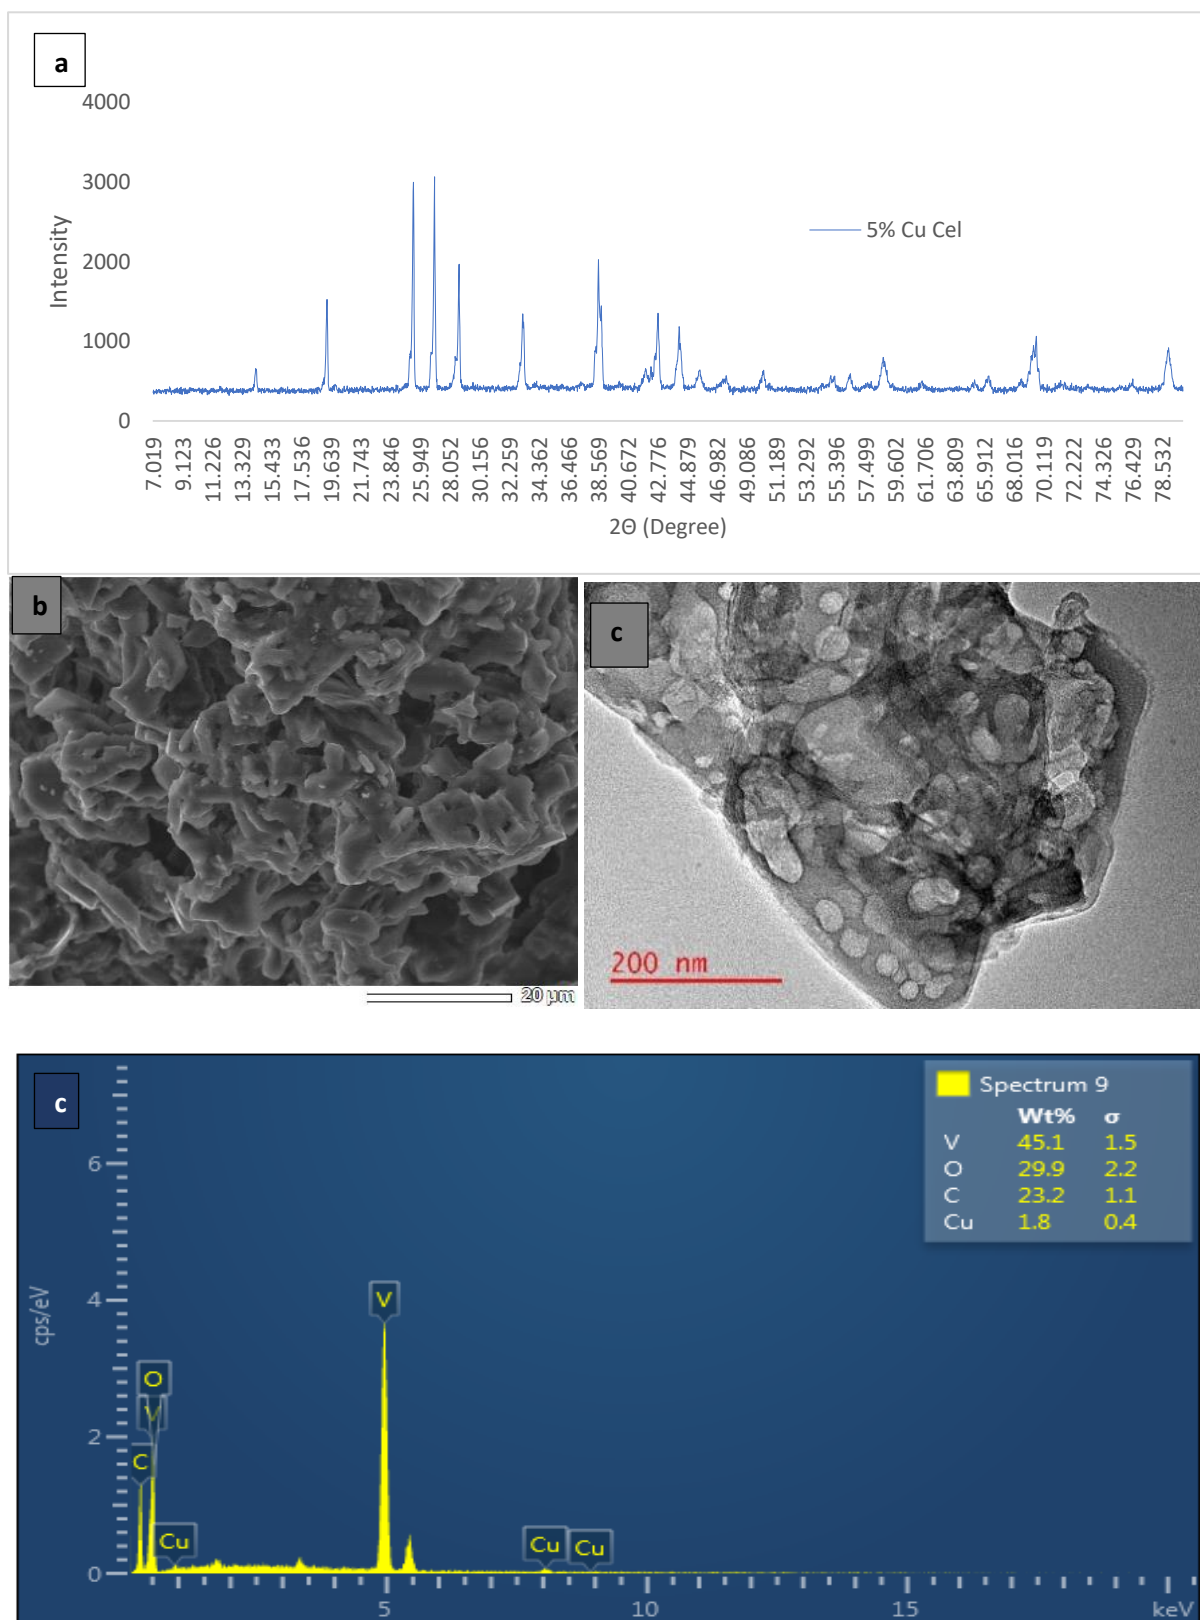 a
4000
3000
2000
1000
0
Intensity
5% Cu Cel
7.019 9.123 11.226 13.329 15.433 17.536 19.639 21.743 23.846 25.949 28.052 30.156 32.259 34.362 36.466 38.569 40.672 42.776 44.879 46.982 49.086 51.189 53.292 55.396 57.499 59.602 61.706 63.809 65.912 68.016 70.119 72.222 74.326 76.429 78.532
2Θ (Degree)
b
20 µm
c
200 nm
c
Spectrum 9
Wt% σ
V 45.1 1.5
O 29.9 2.2
C 23.2 1.1
Cu 1.8 0.4
6
4
2
0
cps/eV
V
O
V
C
Cu
Cu
Cu
5 10 15 keV